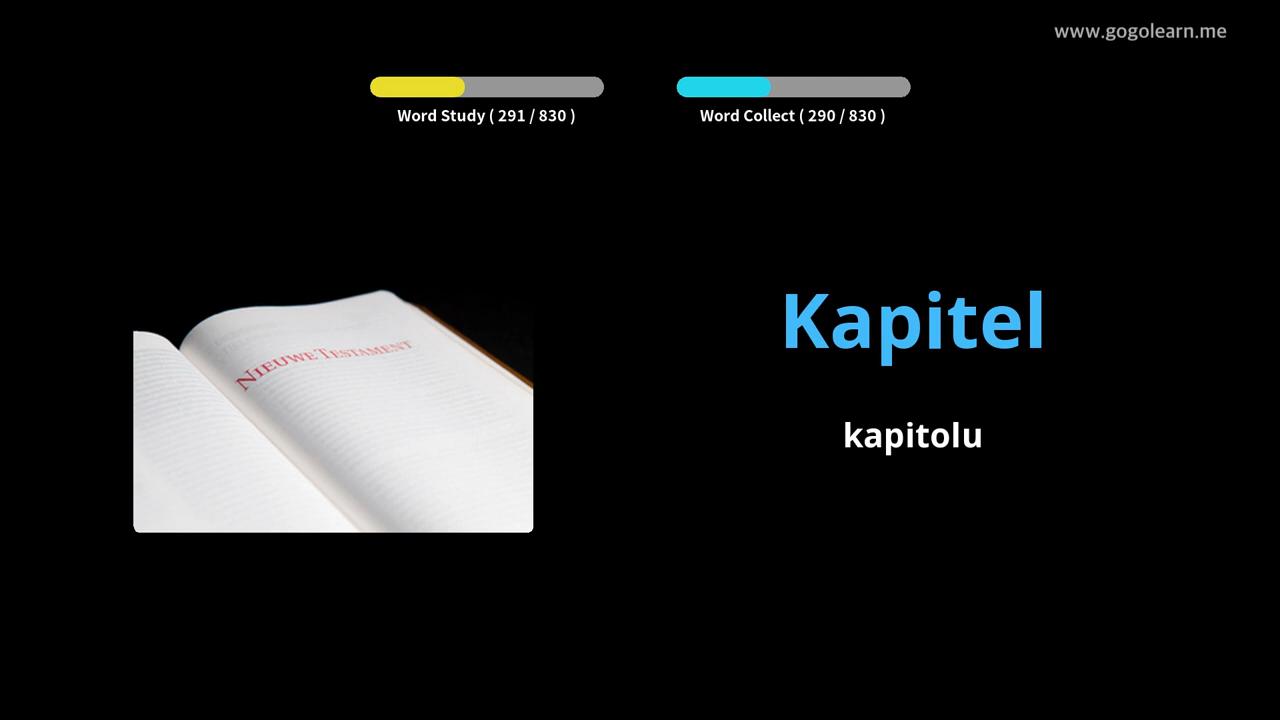 www.gogolearn.me
Word Study ( 291 / 830 )
Word Collect ( 290 / 830 )
NIEUWE TESTAMENT
Kapitel
kapitolu